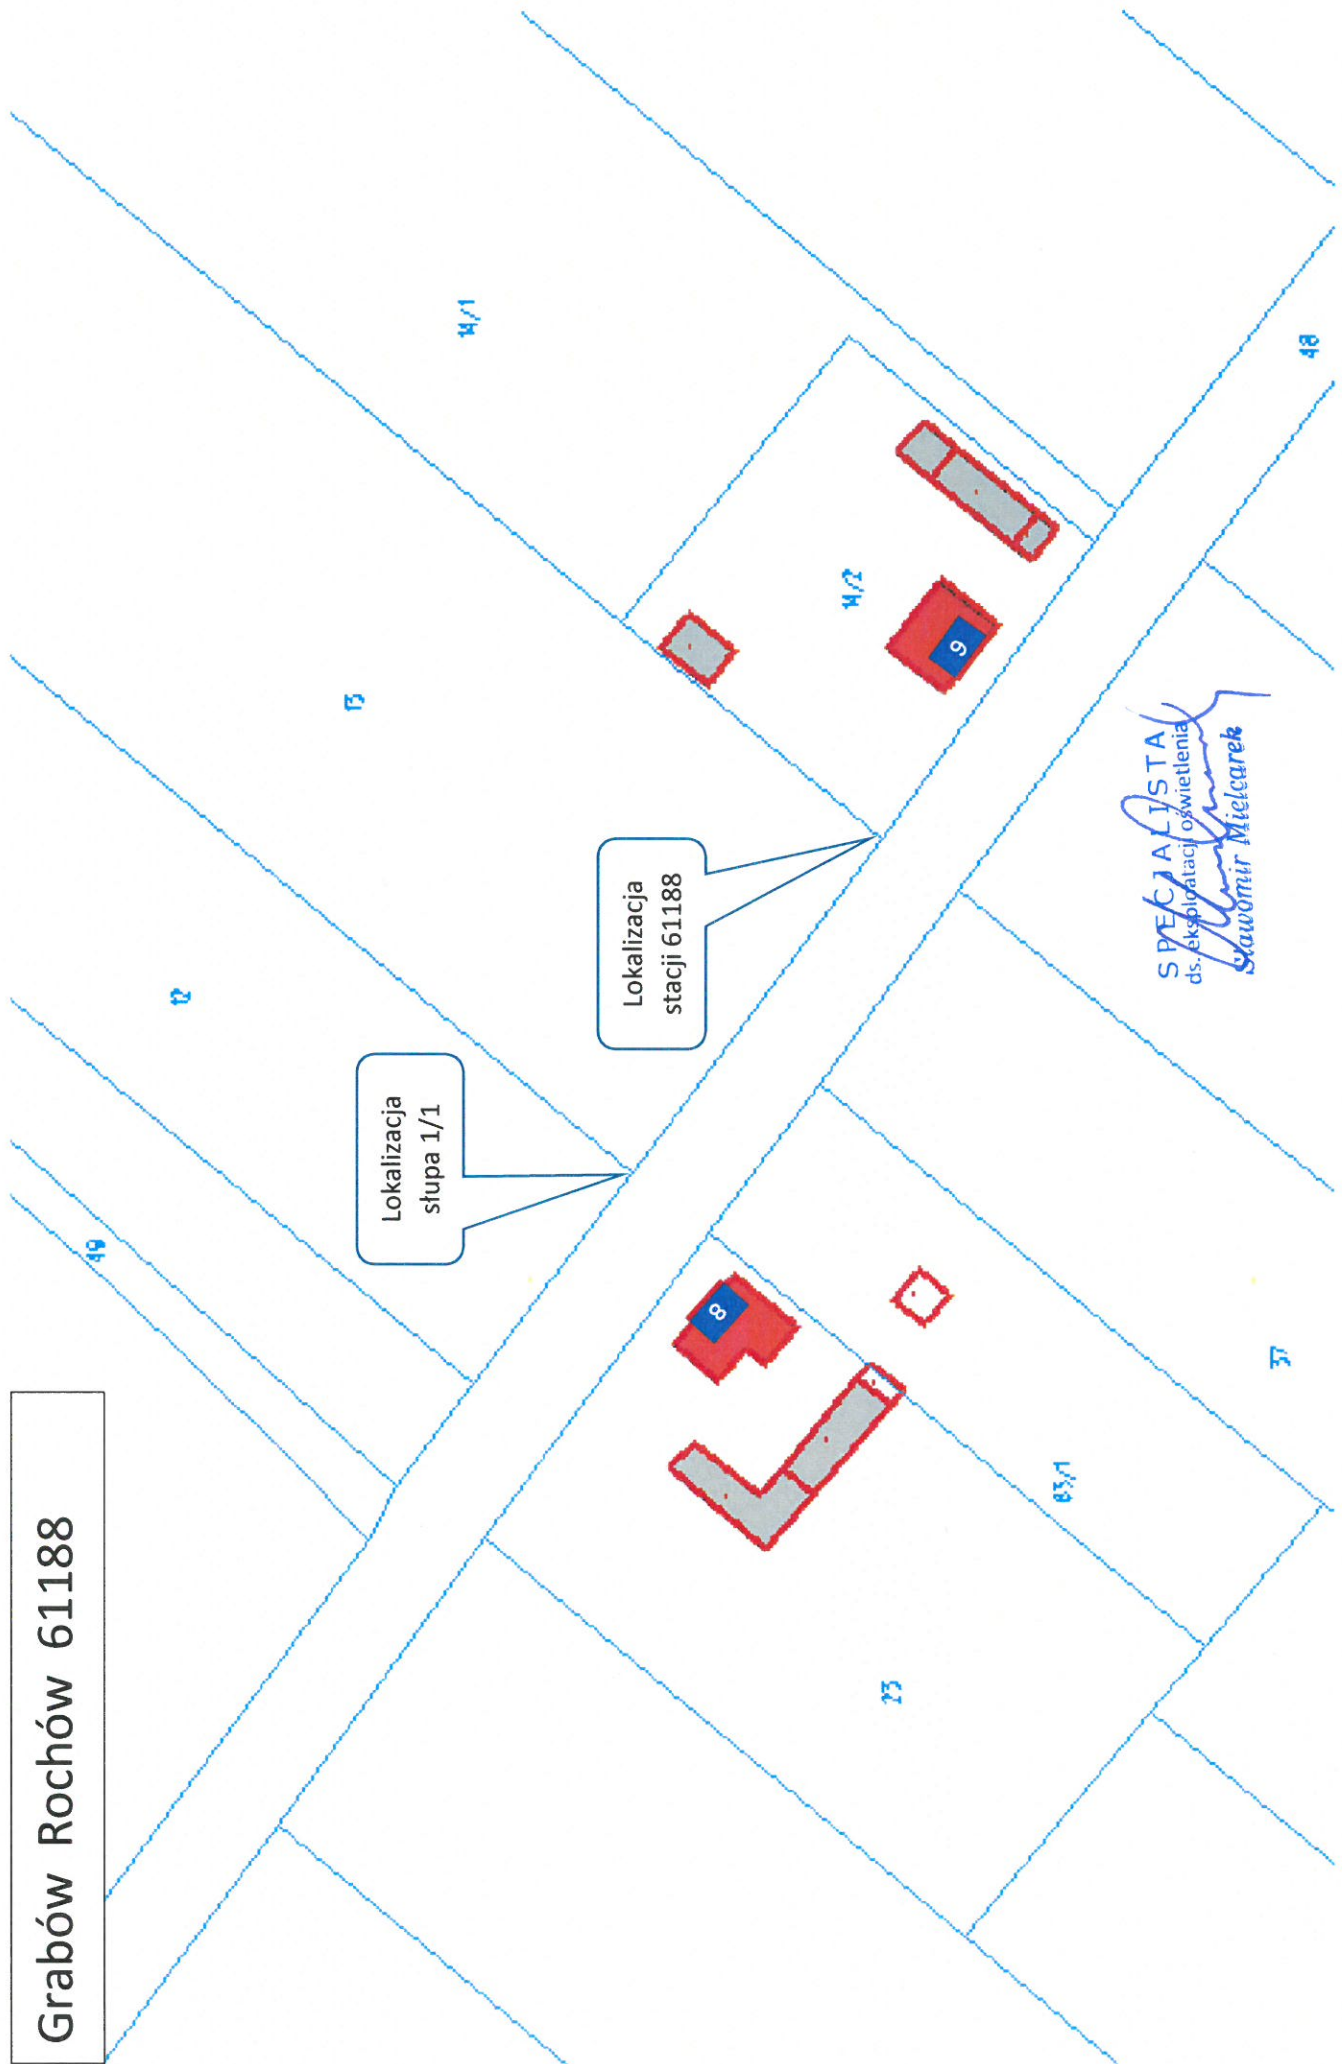 Grabów Rochów 61188
49
12
13
14/1
Lokalizacja
słupa 1/1
Lokalizacja
stacji 61188
14/2
9
48
8
23
83/1
37
SPECJALISTA
ds. eksploatacji oświetlenia
Sławomir Mielcarek